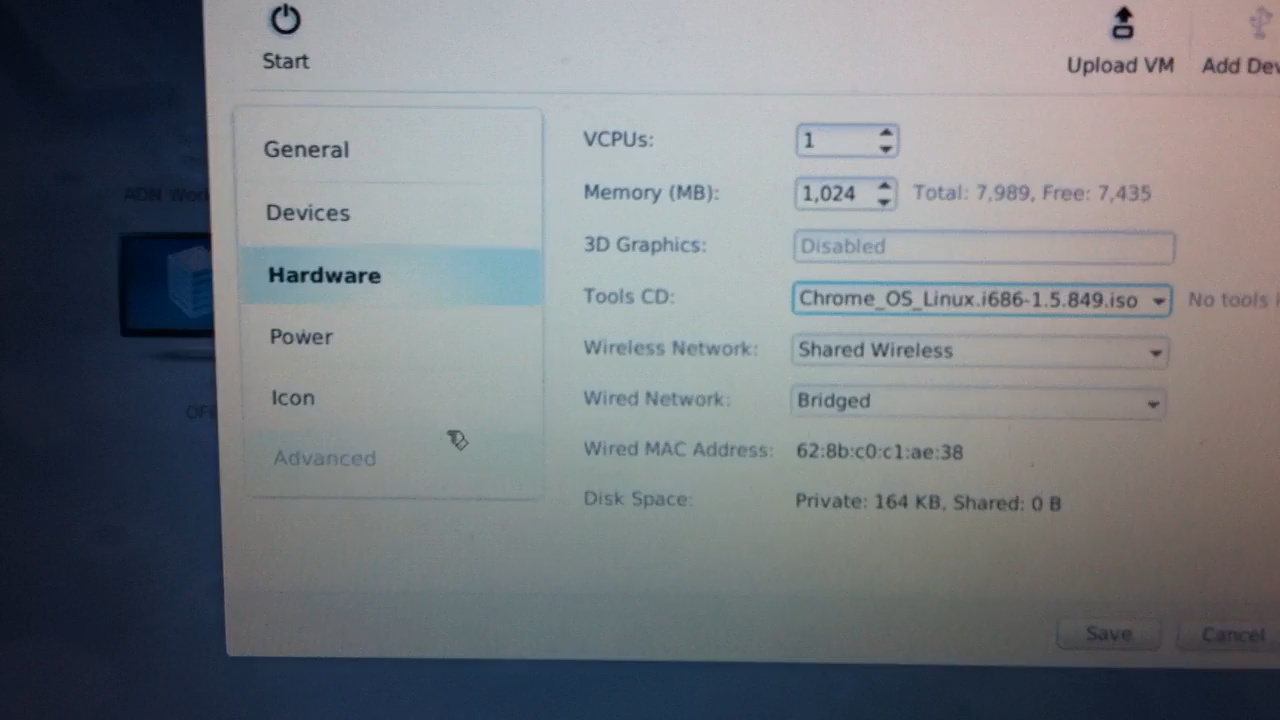 Start
Upload VM
Add Dev
General
Devices
Hardware
Power
Icon
Advanced
VCPUs: 1
Memory (MB): 1,024 Total: 7,989, Free: 7,435
3D Graphics: Disabled
Tools CD: Chrome_OS_Linux.i686-1.5.849.iso No tools
Wireless Network: Shared Wireless
Wired Network: Bridged
Wired MAC Address: 62:8b:c0:c1:ae:38
Disk Space: Private: 164 KB, Shared: 0 B
Save
Cancel